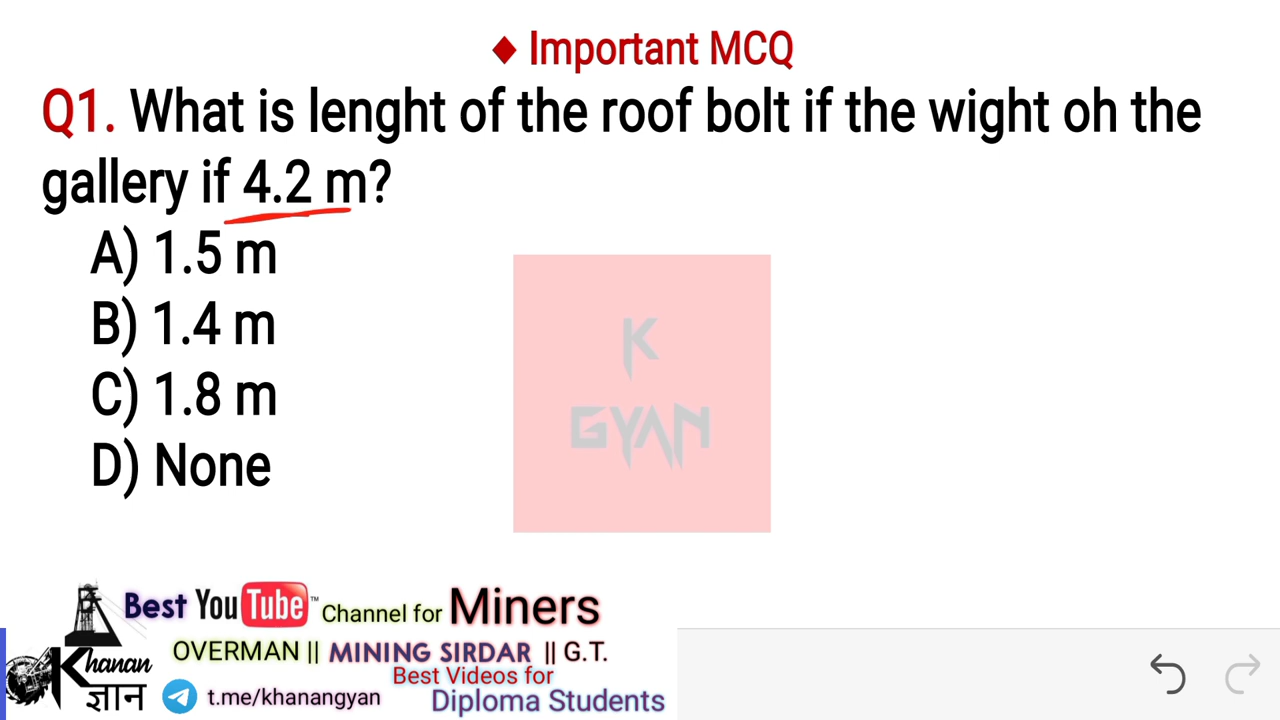 ♦ Important MCQ
Q1. What is lenght of the roof bolt if the wight oh the
gallery if 4.2 m?
A) 1.5 m
B) 1.4 m
C) 1.8 m
D) None
K
GYAN
Best YouTube™ Channel for Miners
OVERMAN || MINING SIRDAR || G.T.
Best Videos for
Diploma Students
Khanan
ज्ञान
t.me/khanangyan